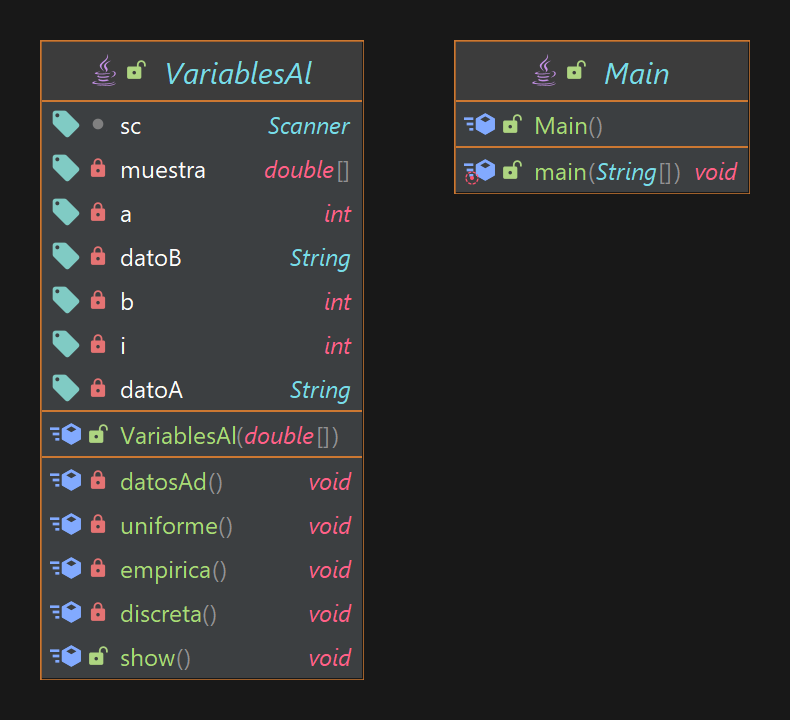 VariablesAl
sc Scanner
muestra double[]
a int
datoB String
b int
i int
datoA String
VariablesAl(double[])
datosAd() void
uniforme() void
empirica() void
discreta() void
show() void
Main
Main()
main(String[]) void